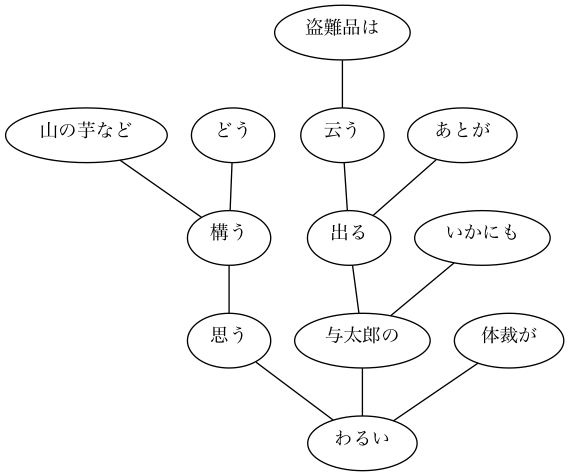 盗難品は
山の芋など
どう
云う
あとが
構う
出る
いかにも
思う
与太郎の
体裁が
わるい